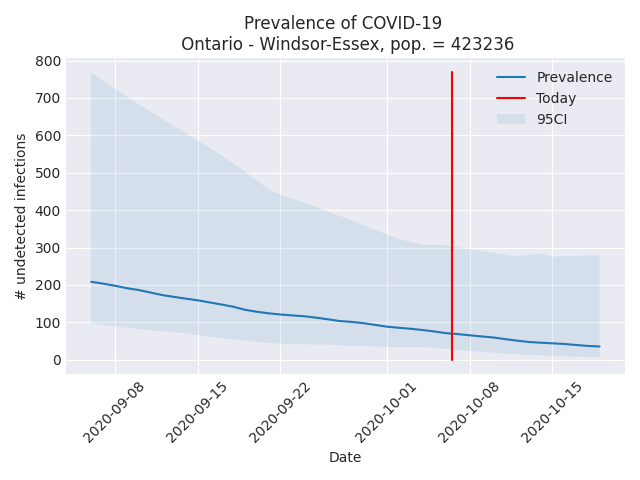 Prevalence of COVID-19
Ontario - Windsor-Essex, pop. = 423236
Prevalence
Today
95CI
# undetected infections
800
700
600
500
400
300
200
100
0
2020-09-08
2020-09-15
2020-09-22
2020-10-01
2020-10-08
2020-10-15
Date